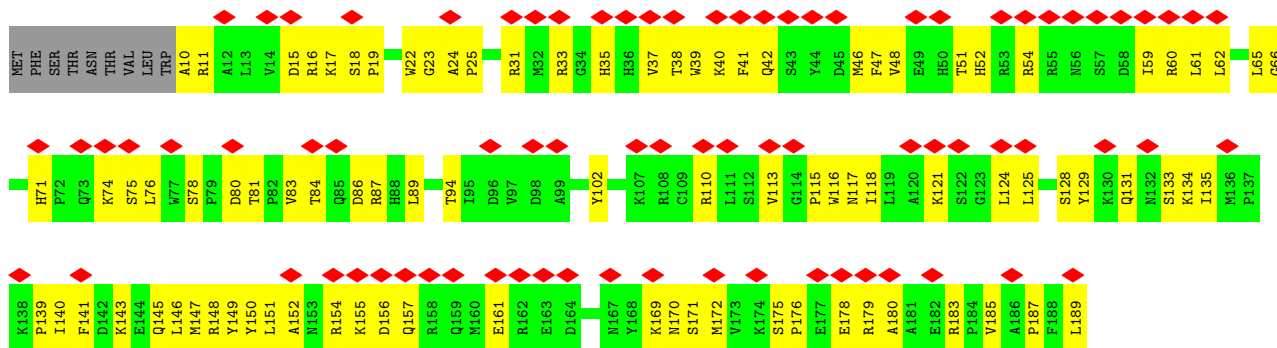 MET PHE SER THR ASN THR VAL LEU TRP A10 R11 A12 L13 V14 D15 R16 K17 S18 P19 W22 G23 A24 P25 R31 M32 R33 G34 H35 H36 V37 T38 W39 K40 F41 Q42 S43 Y44 D45 M46 F47 V48 E49 H50 T51 H52 R53 R54 R55 N56 S57 D58 I59 R60 L61 L62 L65 G66
H71 P72 Q73 K74 S75 L76 W77 S78 P79 D80 T81 P82 V83 T84 Q85 D86 R87 H88 L89 T94 I95 D96 V97 D98 A99 Y102 K107 R108 C109 R110 L111 S112 V113 G114 P115 W116 N117 I118 L119 A120 K121 S122 G123 L124 L125 S128 Y129 K130 Q131 N132 S133 K134 I135 M136 P137
K138 P139 I140 F141 D142 K143 E144 Q145 L146 M147 R148 Y149 Y150 L151 A152 N153 R154 K155 D156 Q157 R158 Q159 M160 E161 R162 E163 D164 N167 Y168 K169 N170 S171 M172 V173 K174 S175 P176 E177 E178 R179 A180 A181 E182 R183 P184 V185 A186 P187 F188 L189